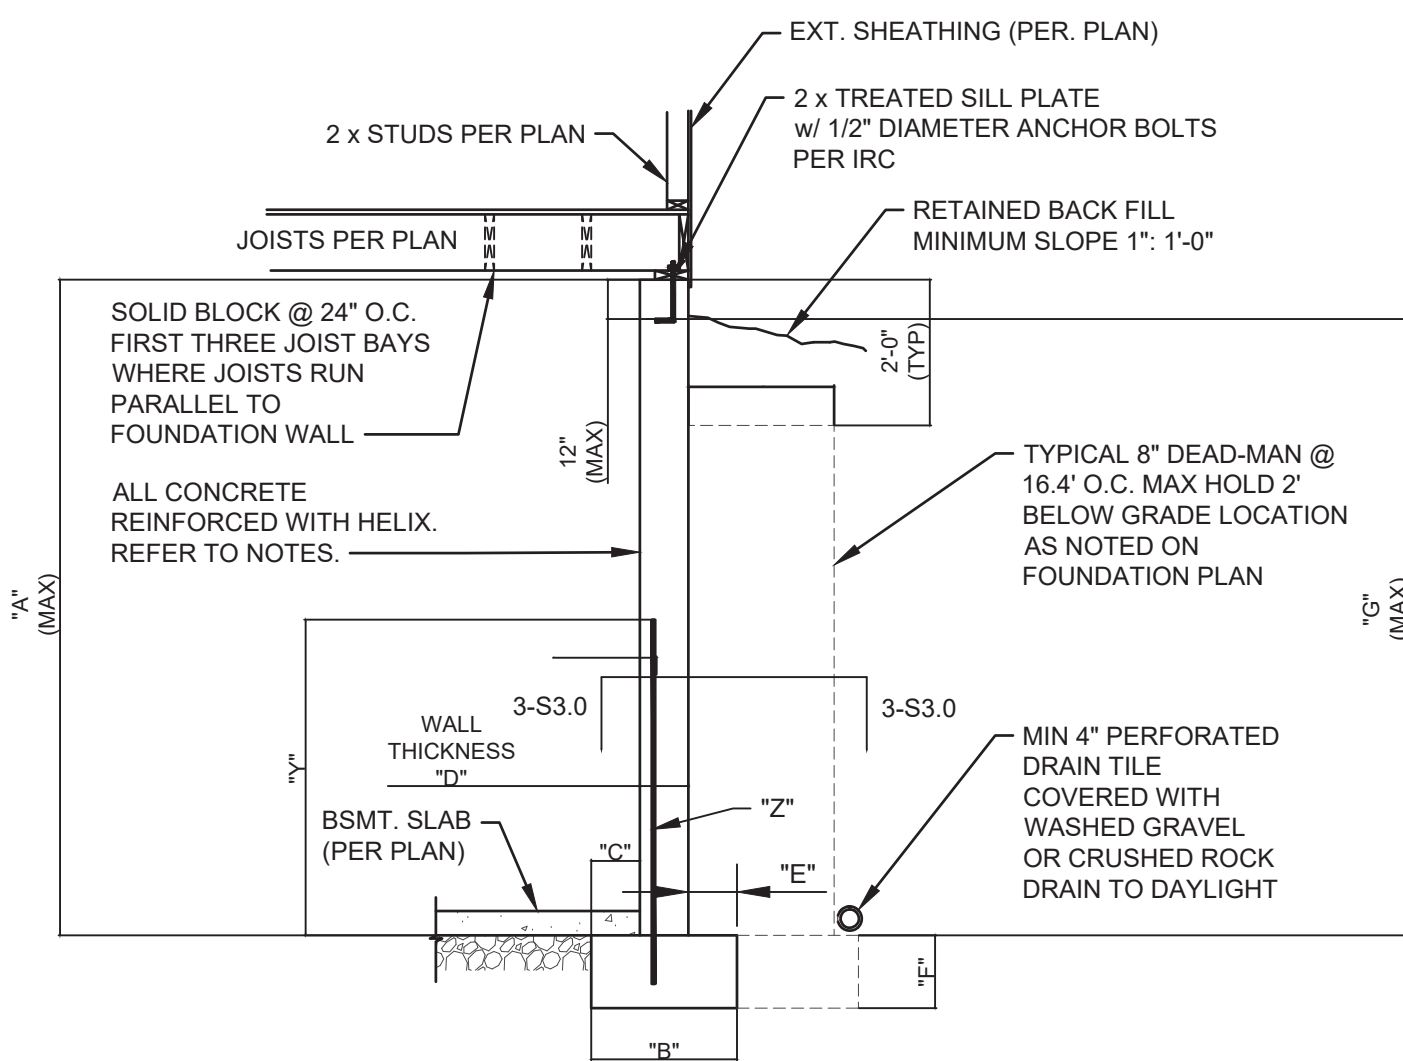 EXT. SHEATHING (PER. PLAN)
2 x TREATED SILL PLATE
w/ 1/2" DIAMETER ANCHOR BOLTS
PER IRC
2 x STUDS PER PLAN
RETAINED BACK FILL
MINIMUM SLOPE 1": 1'-0"
JOISTS PER PLAN
SOLID BLOCK @ 24" O.C.
FIRST THREE JOIST BAYS
WHERE JOISTS RUN
PARALLEL TO
FOUNDATION WALL
2'-0"
(TYP)
12"
(MAX)
TYPICAL 8" DEAD-MAN @
16.4' O.C. MAX HOLD 2'
BELOW GRADE LOCATION
AS NOTED ON
FOUNDATION PLAN
ALL CONCRETE
REINFORCED WITH HELIX.
REFER TO NOTES.
"A"
(MAX)
"G"
(MAX)
3-S3.0
3-S3.0
WALL
THICKNESS
"D"
"Y"
MIN 4" PERFORATED
DRAIN TILE
COVERED WITH
WASHED GRAVEL
OR CRUSHED ROCK
DRAIN TO DAYLIGHT
"Z"
BSMT. SLAB
(PER PLAN)
"C"
"E"
"F"
"B"